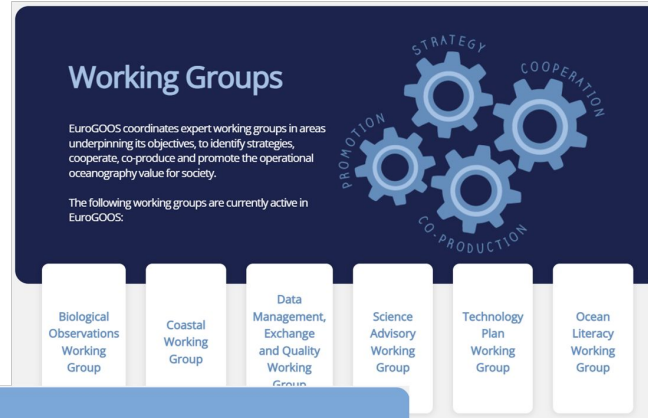 Working Groups
EuroGOOS coordinates expert working groups in areas
underpinning its objectives, to identify strategies,
cooperate, co-produce and promote the operational
oceanography value for society.
The following working groups are currently active in
EuroGOOS:
STRATEGY
COOPERATION
PROMOTION
CO-PRODUCTION
Biological
Observations
Working
Group
Coastal
Working
Group
Data
Management,
Exchange
and Quality
Working
Group
Science
Advisory
Working
Group
Technology
Plan
Working
Group
Ocean
Literacy
Working
Group